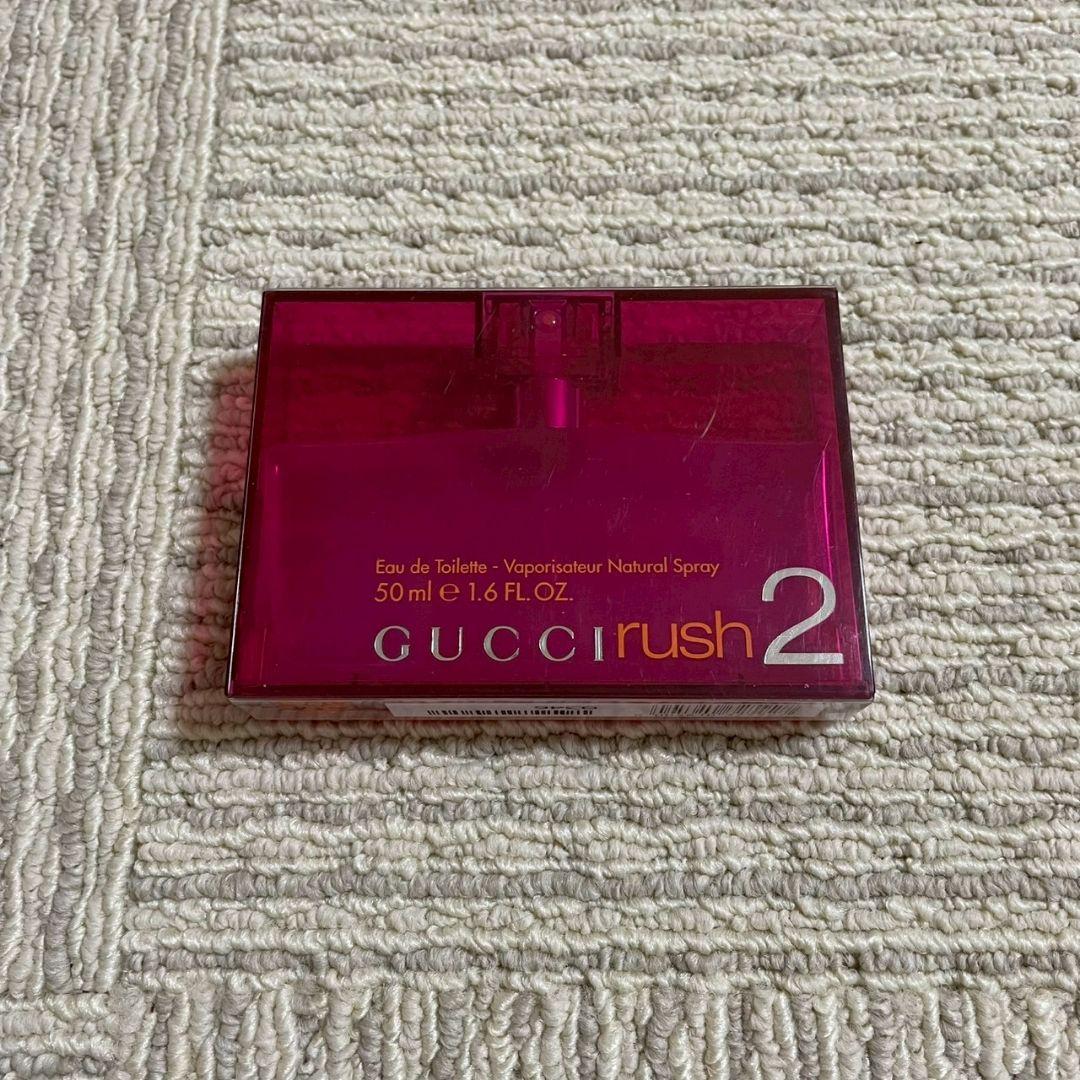 Eau de Toilette - Vaporisateur Natural Spray
50 ml e 1.6 FL. OZ.
GUCCI rush 2